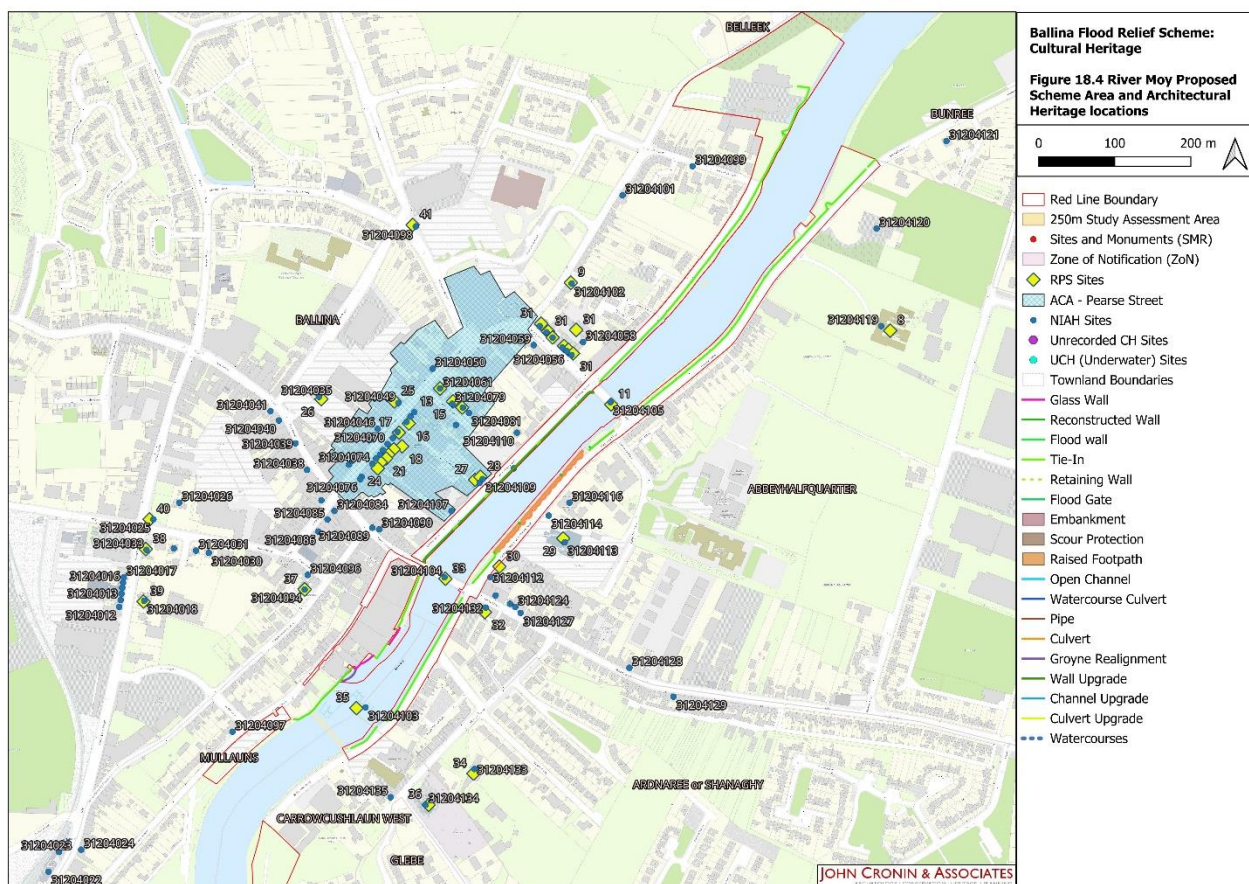 BELLEEK
BUNREE
31204121
31204099
31204101
41
31204098
31204120
9
31204102
BALLINA
31
31
31
31204058
31204059
31204056
31
31204119
8
31204050
31204035
26
31204049
25
31204061
31204079
13
11
31204105
31204041
31204040
31204046
17
15
31204081
31204039
31204070
16
31204110
31204038
31204074
18
21
24
27
28
31204109
ABBEYHALFQUARTER
31204076
31204026
31204084
31204107
31204116
40
31204025
31204085
31204114
31204033
38
31204086
31204089
31204090
29
31204113
31204031
31204030
30
31204017
31204016
31204096
37
31204094
31204104
33
31204112
31204013
39
31204018
31204012
31204124
31204132
31204127
32
31204128
35
31204103
31204129
31204097
MULLAUNS
34
31204133
ARDNAREE or SHANAGHY
31204135
36
31204134
CARROWCUSHLAUN WEST
GLEBE
31204023
31204024
31204022
JOHN CRONIN & ASSOCIATES
Ballina Flood Relief Scheme:
Cultural Heritage
Figure 18.4 River Moy Proposed
Scheme Area and Architectural
Heritage locations
0 100 200 m
Red Line Boundary
250m Study Assessment Area
Sites and Monuments (SMR)
Zone of Notification (ZoN)
RPS Sites
ACA - Pearse Street
NIAH Sites
Unrecorded CH Sites
UCH (Underwater) Sites
Townland Boundaries
Glass Wall
Reconstructed Wall
Flood wall
Tie-In
Retaining Wall
Flood Gate
Embankment
Scour Protection
Raised Footpath
Open Channel
Watercourse Culvert
Pipe
Culvert
Groyne Realignment
Wall Upgrade
Channel Upgrade
Culvert Upgrade
Watercourses